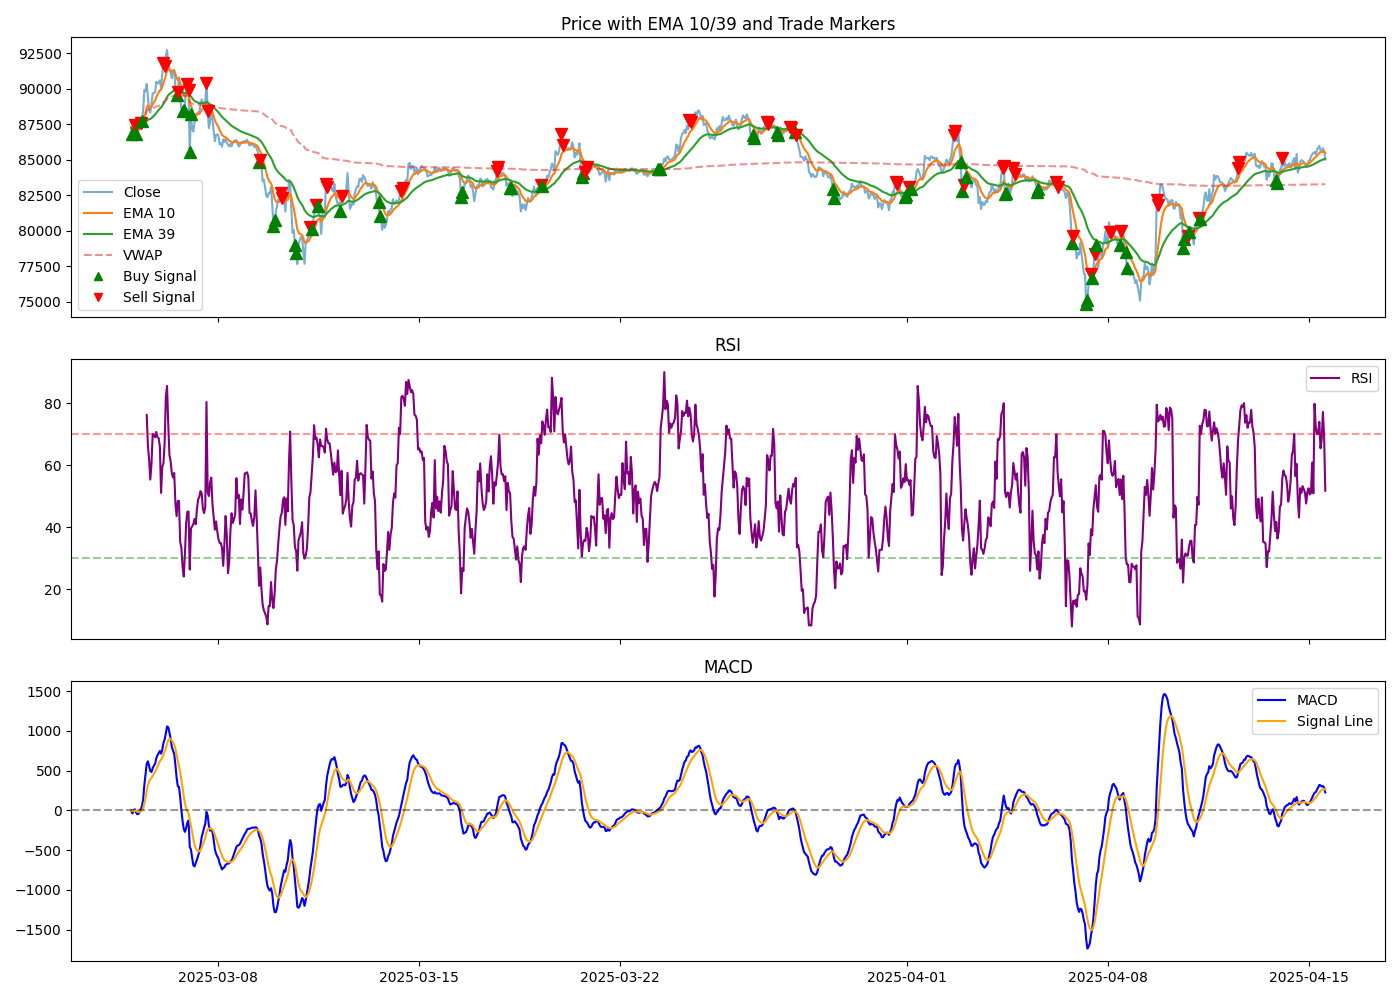 Price with EMA 10/39 and Trade Markers
92500
90000
87500
85000
82500
80000
77500
75000
Close
EMA 10
EMA 39
VWAP
Buy Signal
Sell Signal
RSI
80
60
40
20
RSI
MACD
1500
1000
500
0
−500
−1000
−1500
MACD
Signal Line
2025-03-08
2025-03-15
2025-03-22
2025-04-01
2025-04-08
2025-04-15